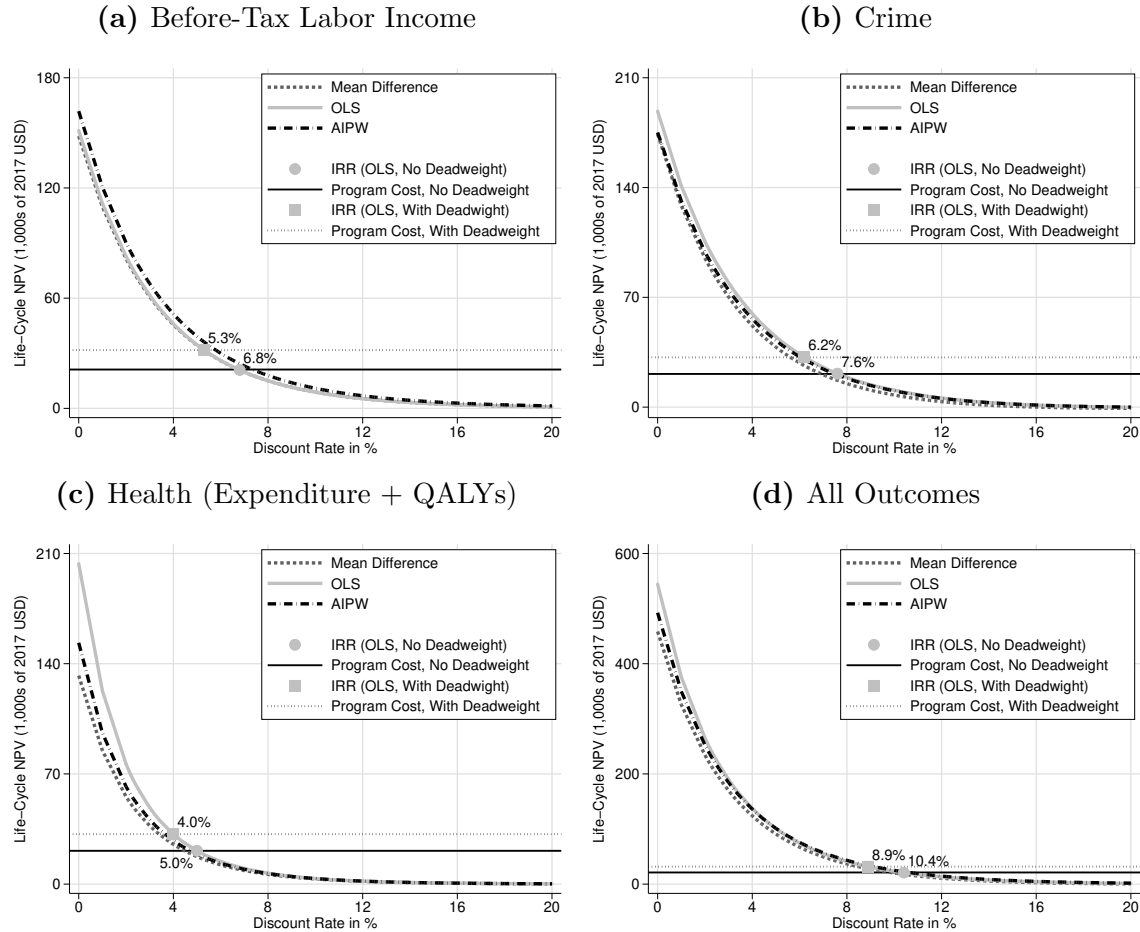 (a) Before-Tax Labor Income
Life−Cycle NPV (1,000s of 2017 USD)
180
120
60
0
Mean Difference
OLS
AIPW
IRR (OLS, No Deadweight)
Program Cost, No Deadweight
IRR (OLS, With Deadwight)
Program Cost, With Deadweight
5.3%
6.8%
0 4 8 12 16 20
Discount Rate in %
(b) Crime
Life−Cycle NPV (1,000s of 2017 USD)
210
140
70
0
Mean Difference
OLS
AIPW
IRR (OLS, No Deadweight)
Program Cost, No Deadweight
IRR (OLS, With Deadwight)
Program Cost, With Deadweight
6.2%
7.6%
0 4 8 12 16 20
Discount Rate in %
(c) Health (Expenditure + QALYs)
Life−Cycle NPV (1,000s of 2017 USD)
210
140
70
0
Mean Difference
OLS
AIPW
IRR (OLS, No Deadweight)
Program Cost, No Deadweight
IRR (OLS, With Deadwight)
Program Cost, With Deadweight
4.0%
5.0%
0 4 8 12 16 20
Discount Rate in %
(d) All Outcomes
Life−Cycle NPV (1,000s of 2017 USD)
600
400
200
0
Mean Difference
OLS
AIPW
IRR (OLS, No Deadweight)
Program Cost, No Deadweight
IRR (OLS, With Deadwight)
Program Cost, With Deadweight
8.9%
10.4%
0 4 8 12 16 20
Discount Rate in %